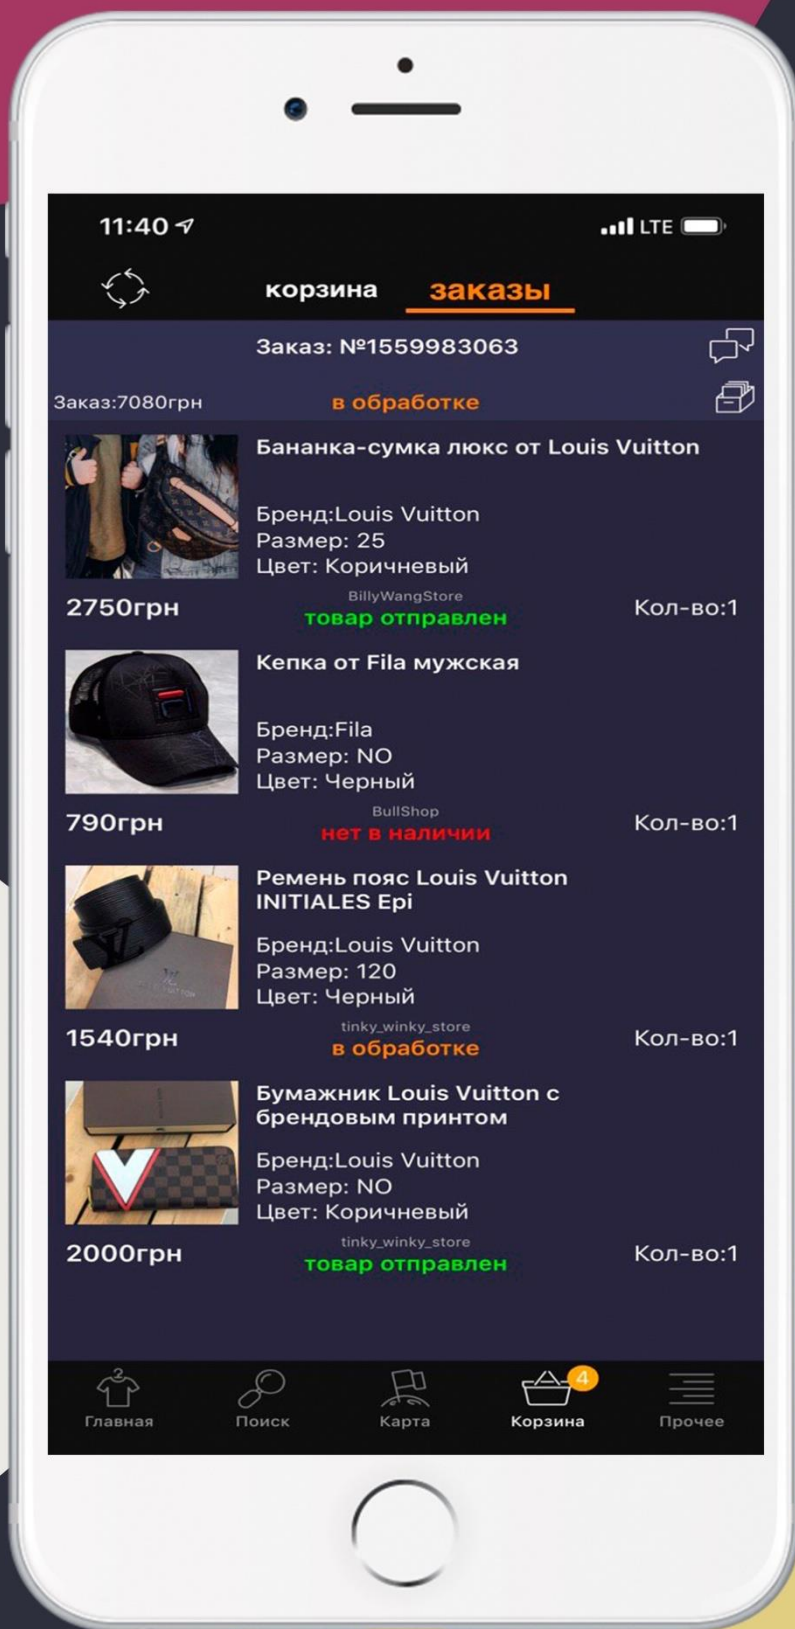 11:40
LTE
корзина заказы
Заказ: №1559983063
Заказ:7080грн
в обработке
Бананка-сумка люкс от Louis Vuitton
Бренд:Louis Vuitton
Размер: 25
Цвет: Коричневый
BillyWangStore
2750грн
товар отправлен
Кол-во:1
Кепка от Fila мужская
Бренд:Fila
Размер: NO
Цвет: Черный
BullShop
790грн
нет в наличии
Кол-во:1
Ремень пояс Louis Vuitton
INITIALES Epi
Бренд:Louis Vuitton
Размер: 120
Цвет: Черный
tinky_winky_store
1540грн
в обработке
Кол-во:1
Бумажник Louis Vuitton с
брендовым принтом
Бренд:Louis Vuitton
Размер: NO
Цвет: Коричневый
tinky_winky_store
2000грн
товар отправлен
Кол-во:1
2
4
Главная Поиск Карта Корзина Прочее